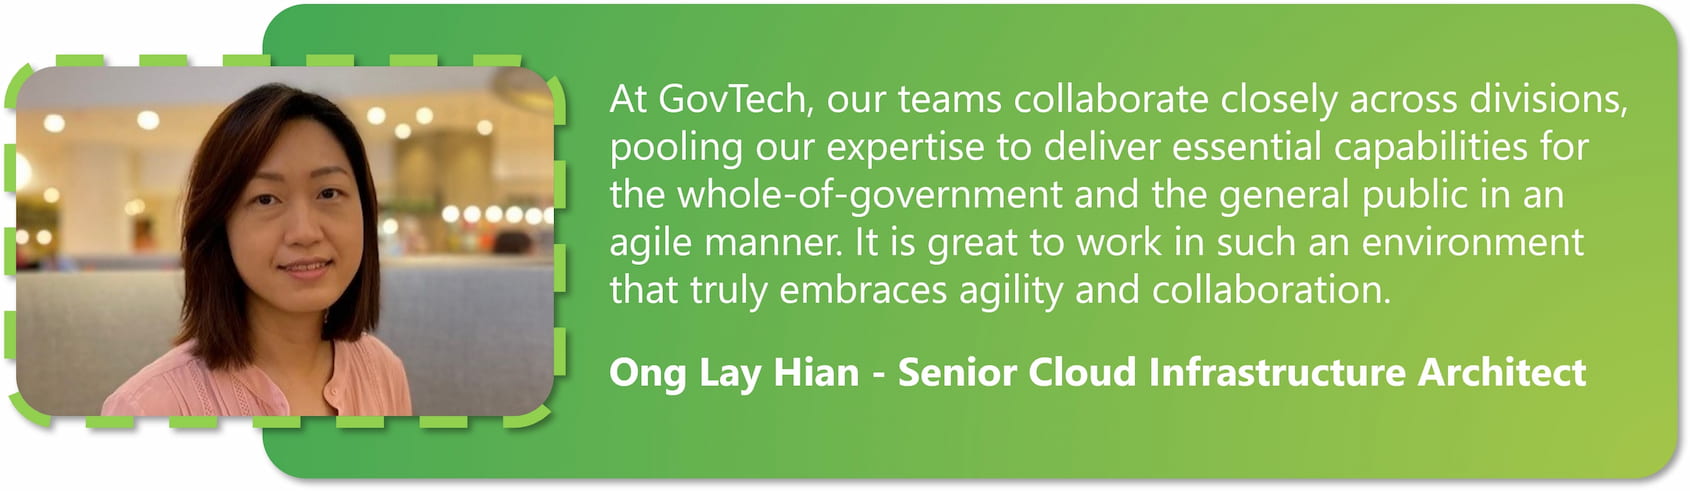 At GovTech, our teams collaborate closely across divisions,
pooling our expertise to deliver essential capabilities for
the whole-of-government and the general public in an
agile manner. It is great to work in such an environment
that truly embraces agility and collaboration.
Ong Lay Hian - Senior Cloud Infrastructure Architect